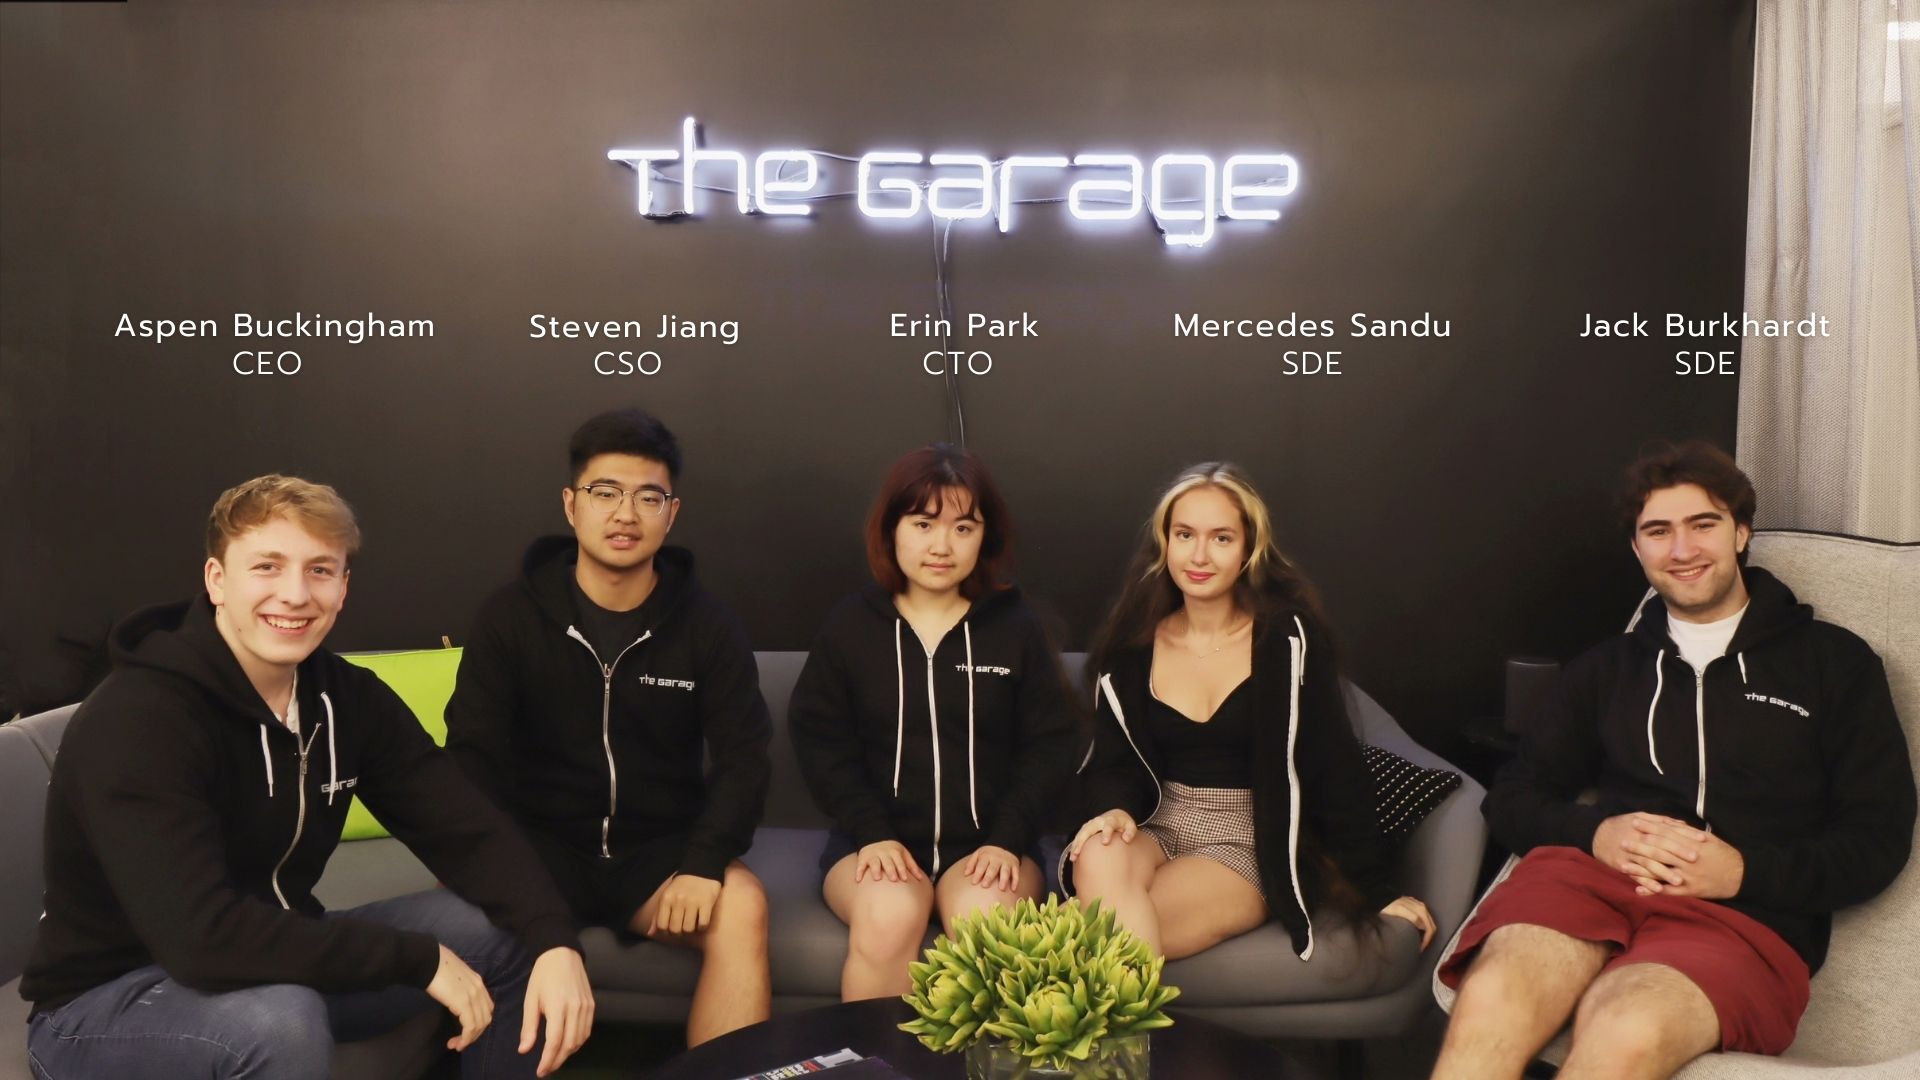 The Garage
Aspen Buckingham
CEO
Steven Jiang
CSO
Erin Park
CTO
Mercedes Sandu
SDE
Jack Burkhardt
SDE
The Garage
The Garage
The Garage